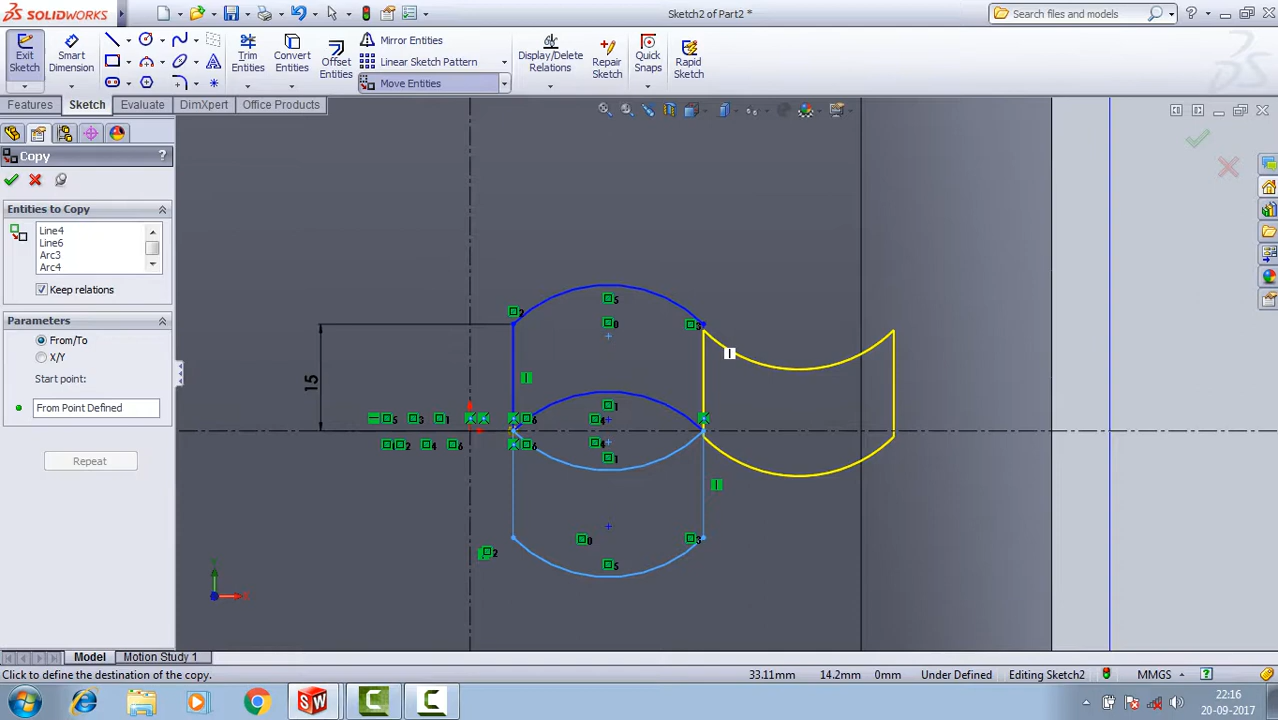 SOLIDWORKS
Sketch2 of Part2 *
Search files and models
Exit Sketch
Smart Dimension
Trim Entities
Convert Entities
Offset Entities
Mirror Entities
Linear Sketch Pattern
Move Entities
Display/Delete Relations
Repair Sketch
Quick Snaps
Rapid Sketch
Features
Sketch
Evaluate
DimXpert
Office Products
Copy
?
Entities to Copy
Line4
Line6
Arc3
Arc4
Keep relations
Parameters
From/To
X/Y
Start point:
From Point Defined
Repeat
15
Model
Motion Study 1
Click to define the destination of the copy.
33.11mm
14.2mm
0mm
Under Defined
Editing Sketch2
MMGS
22:16
20-09-2017